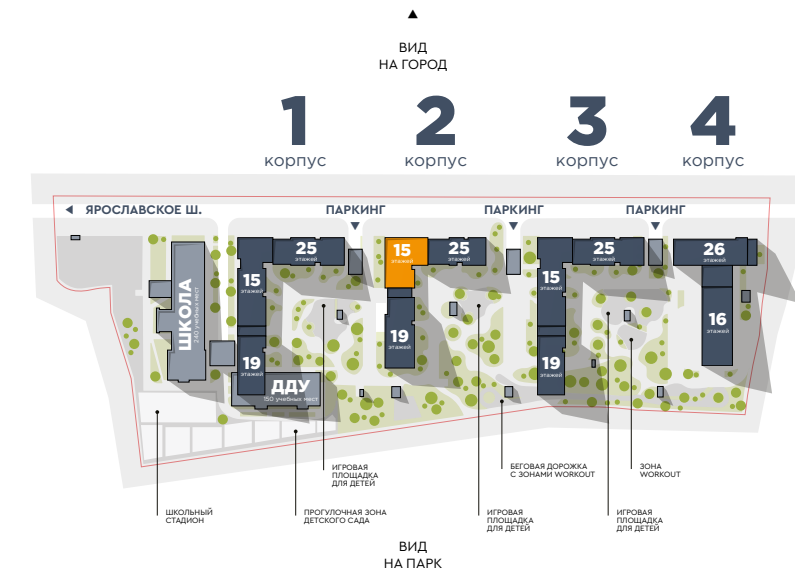 ВИД
НА ГОРОД
1
корпус
2
корпус
3
корпус
4
корпус
ЯРОСЛАВСКОЕ Ш.
ПАРКИНГ
ПАРКИНГ
ПАРКИНГ
25
этажей
15
этажей
25
этажей
25
этажей
26
этажей
15
этажей
15
этажей
ШКОЛА
240 учебных мест
19
этажей
16
этажей
19
этажей
19
этажей
ДДУ
150 учебных мест
ИГРОВАЯ
ПЛОЩАДКА
ДЛЯ ДЕТЕЙ
БЕГОВАЯ ДОРОЖКА
С ЗОНАМИ WORKOUT
ЗОНА
WORKOUT
ШКОЛЬНЫЙ
СТАДИОН
ПРОГУЛОЧНАЯ ЗОНА
ДЕТСКОГО САДА
ИГРОВАЯ
ПЛОЩАДКА
ДЛЯ ДЕТЕЙ
ИГРОВАЯ
ПЛОЩАДКА
ДЛЯ ДЕТЕЙ
ВИД
НА ПАРК